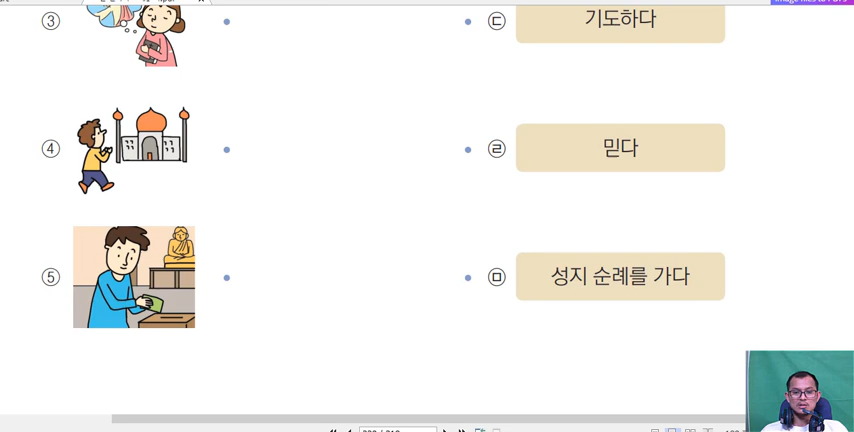 ③
㉢ 기도하다
④
㉣ 믿다
⑤
㉤ 성지 순례를 가다